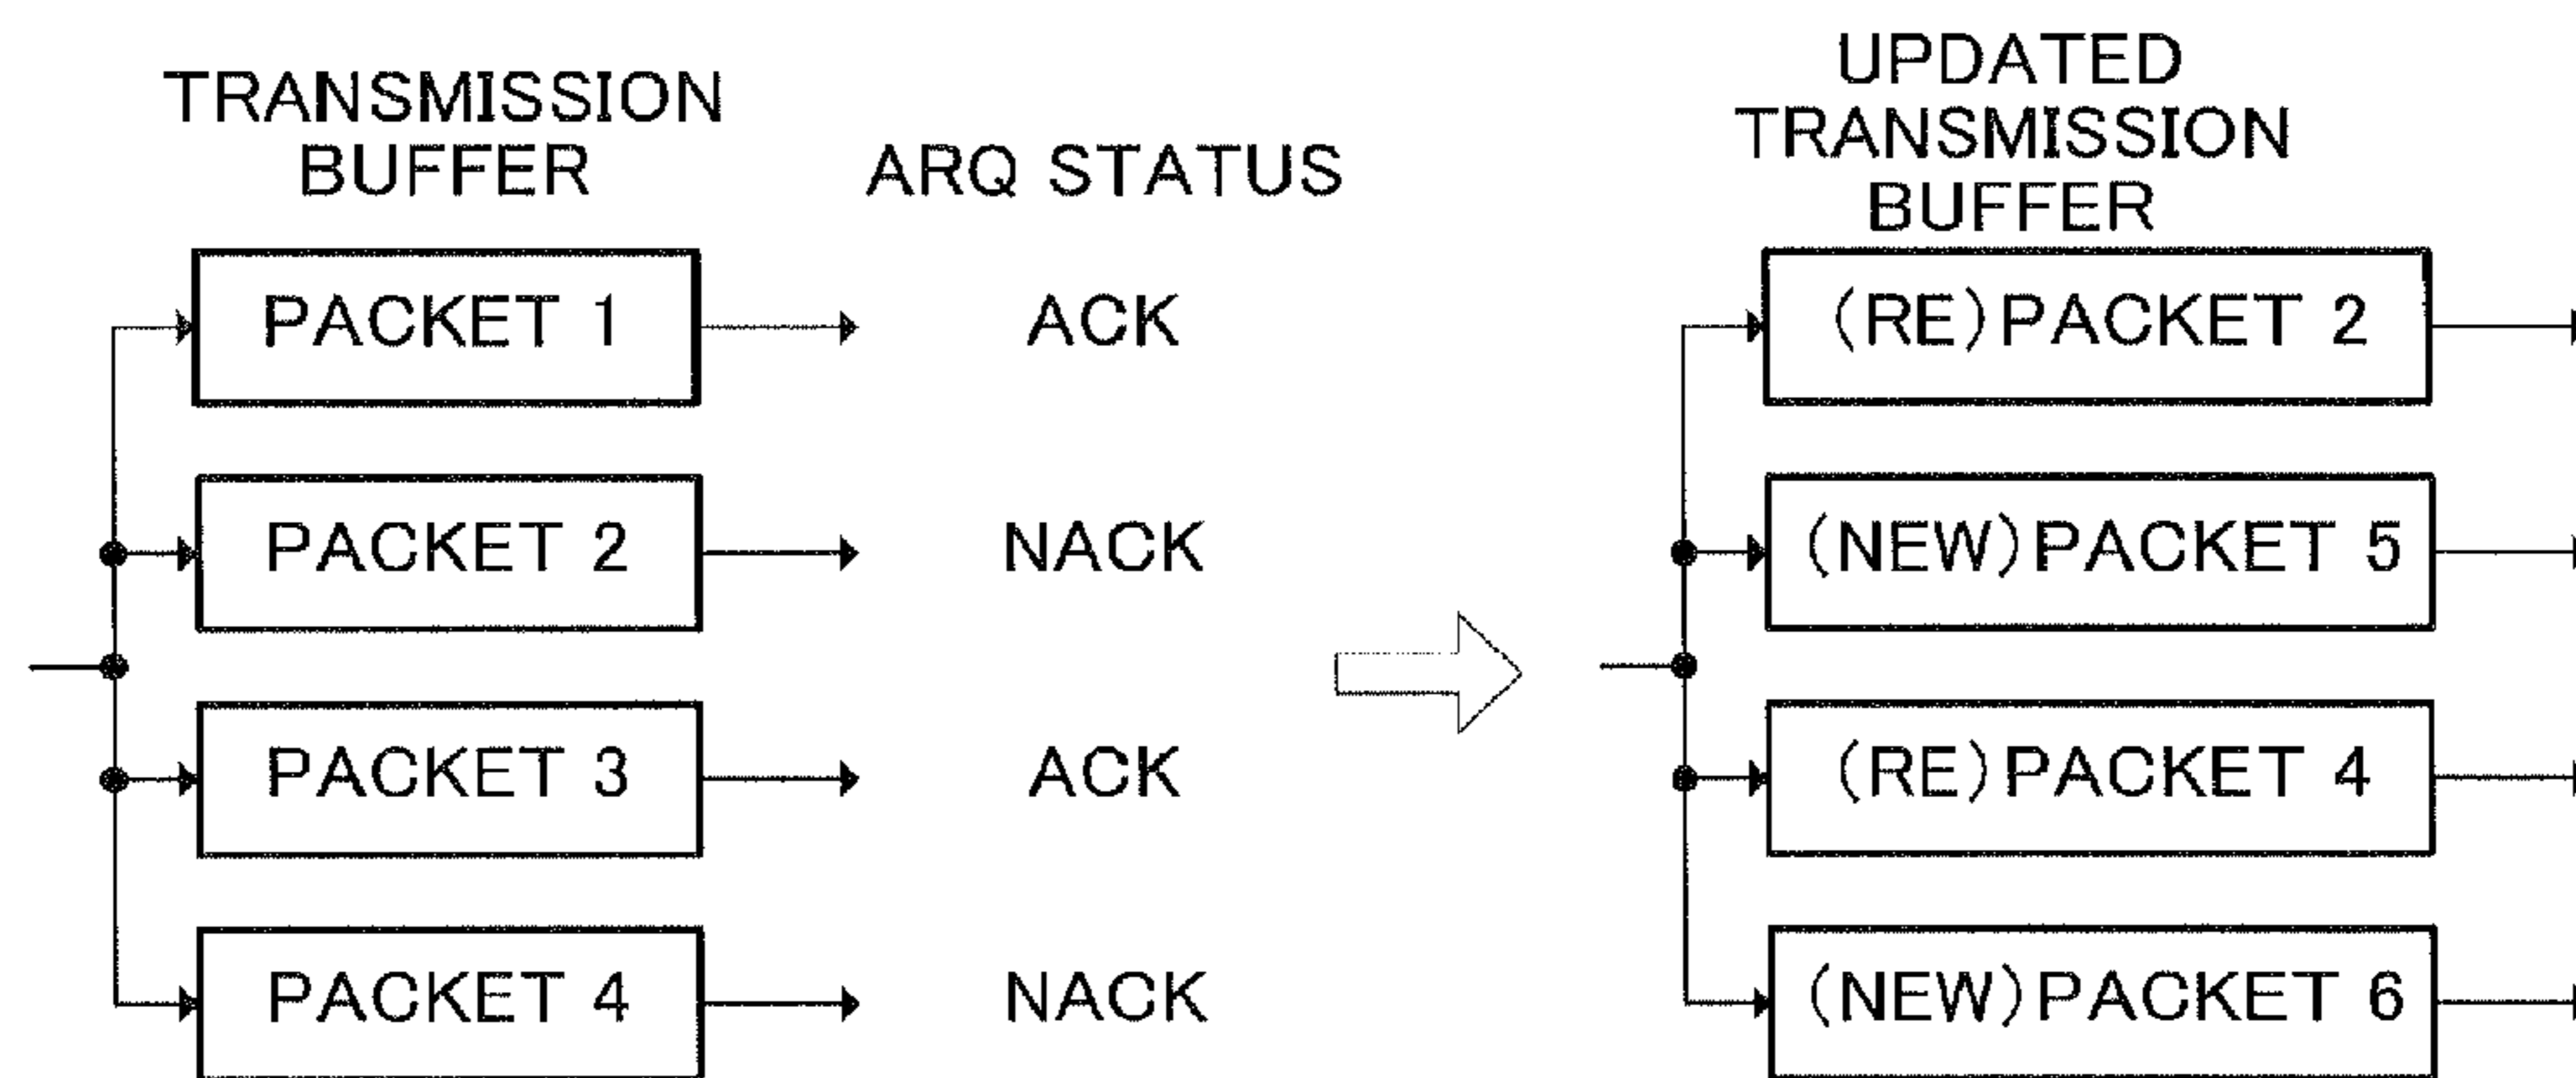 TRANSMISSION
BUFFER
ARQ STATUS
PACKET 1
ACK
PACKET 2
NACK
PACKET 3
ACK
PACKET 4
NACK
UPDATED
TRANSMISSION
BUFFER
(RE)PACKET 2
(NEW)PACKET 5
(RE)PACKET 4
(NEW)PACKET 6